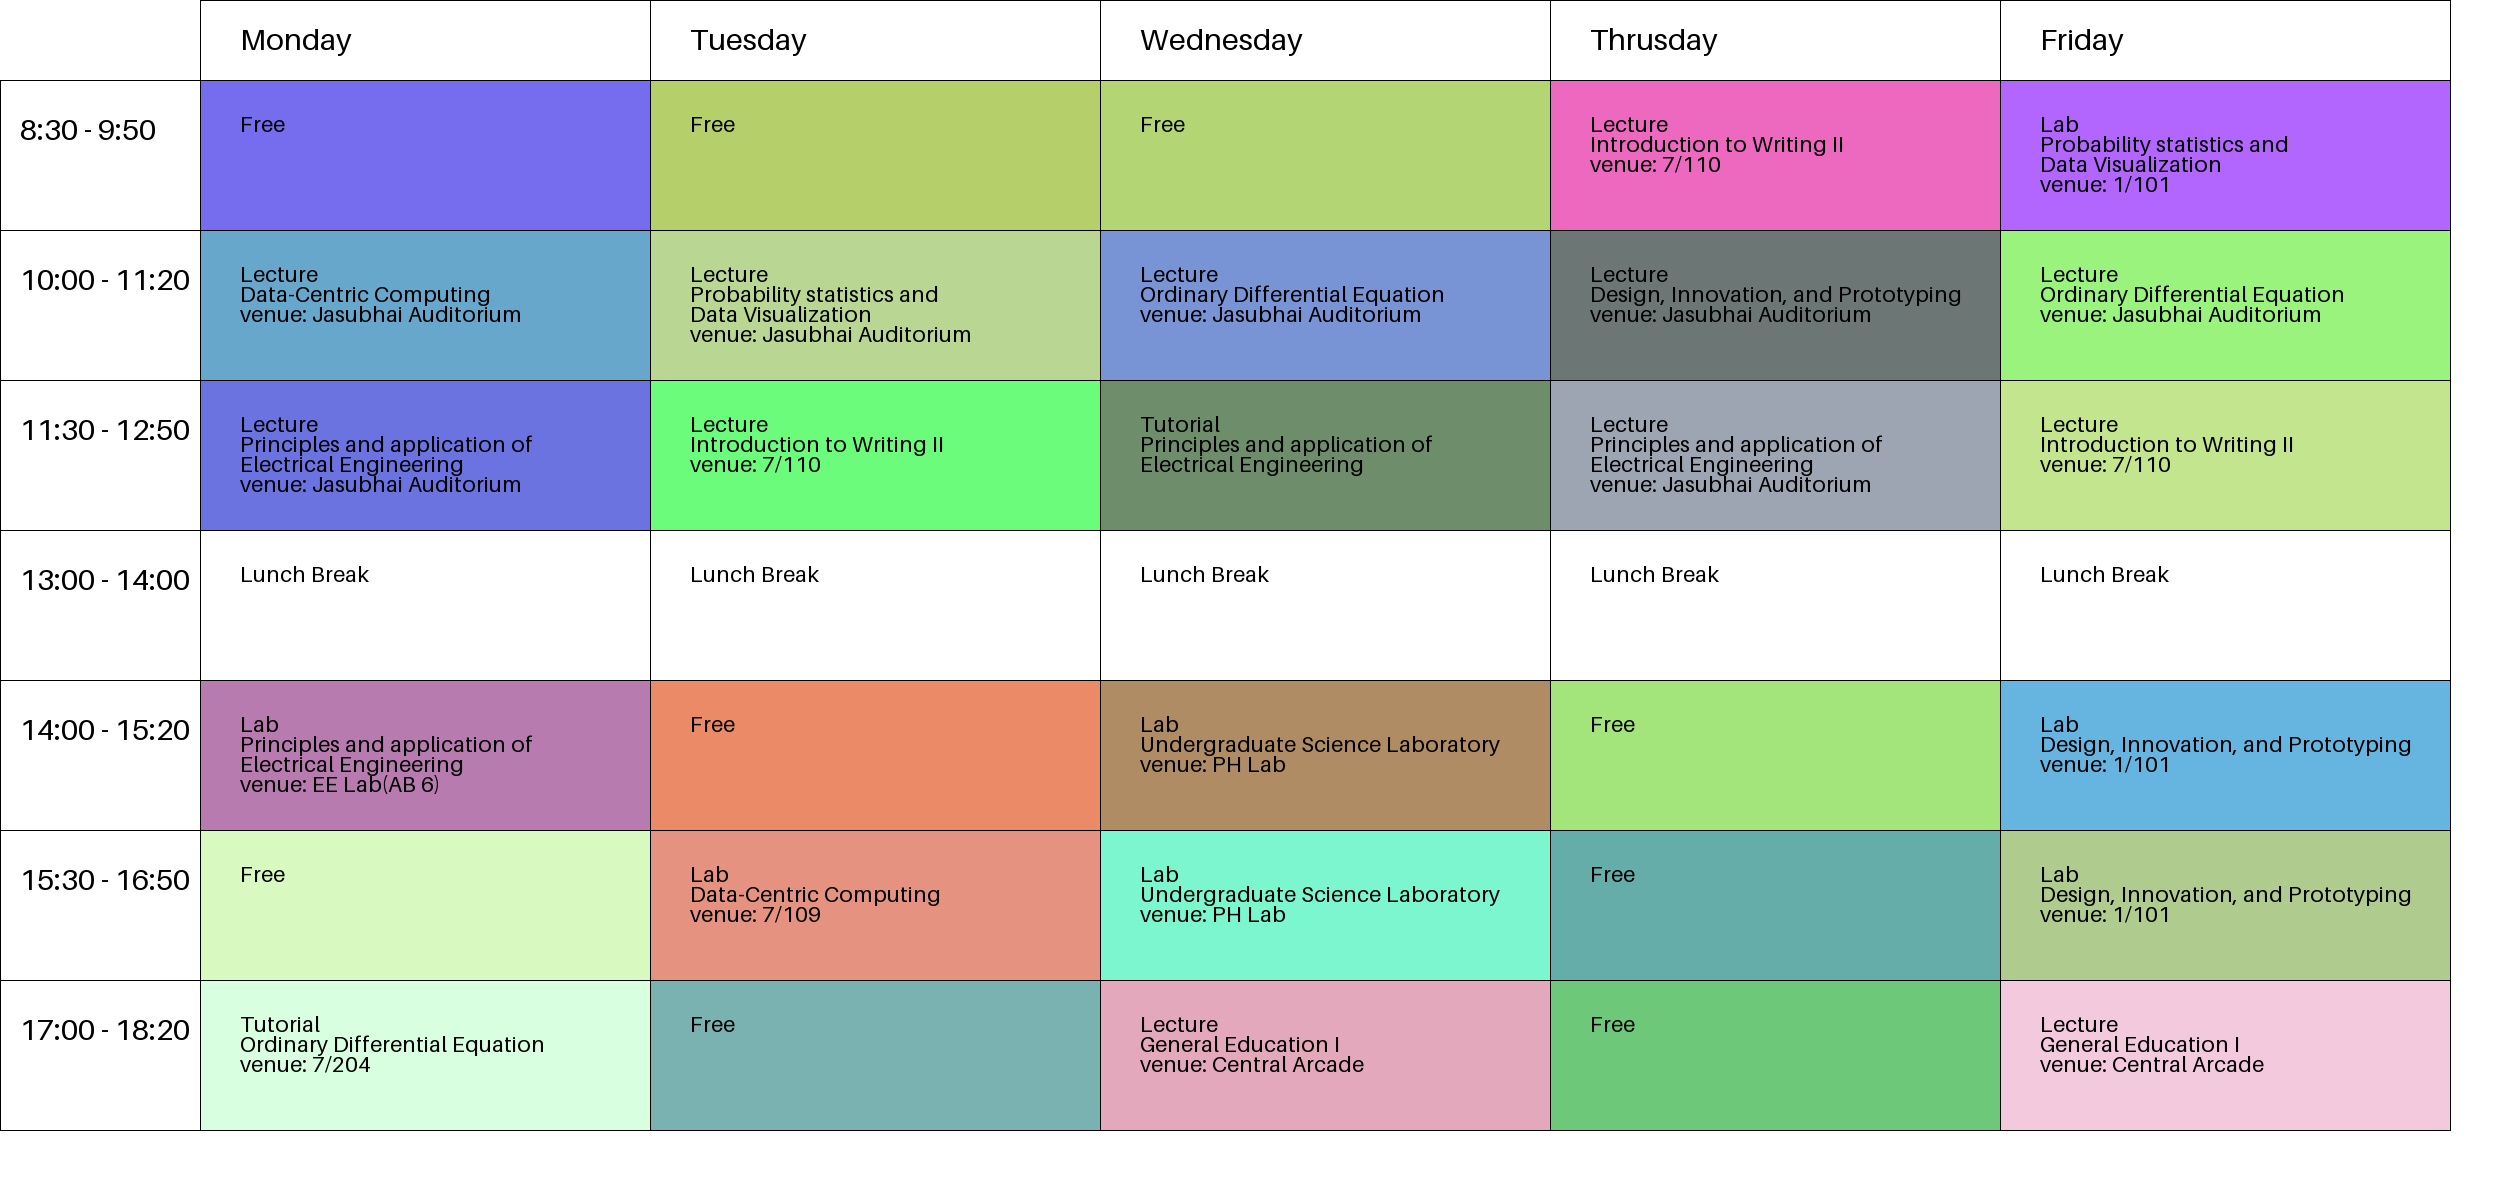 Monday
Tuesday
Wednesday
Thrusday
Friday
8:30 - 9:50
Free
Free
Free
Lecture
Introduction to Writing II
venue: 7/110
Lab
Probability statistics and
Data Visualization
venue: 1/101
10:00 - 11:20
Lecture
Data-Centric Computing
venue: Jasubhai Auditorium
Lecture
Probability statistics and
Data Visualization
venue: Jasubhai Auditorium
Lecture
Ordinary Differential Equation
venue: Jasubhai Auditorium
Lecture
Design, Innovation, and Prototyping
venue: Jasubhai Auditorium
Lecture
Ordinary Differential Equation
venue: Jasubhai Auditorium
11:30 - 12:50
Lecture
Principles and application of
Electrical Engineering
venue: Jasubhai Auditorium
Lecture
Introduction to Writing II
venue: 7/110
Tutorial
Principles and application of
Electrical Engineering
Lecture
Principles and application of
Electrical Engineering
venue: Jasubhai Auditorium
Lecture
Introduction to Writing II
venue: 7/110
13:00 - 14:00
Lunch Break
Lunch Break
Lunch Break
Lunch Break
Lunch Break
14:00 - 15:20
Lab
Principles and application of
Electrical Engineering
venue: EE Lab(AB 6)
Free
Lab
Undergraduate Science Laboratory
venue: PH Lab
Free
Lab
Design, Innovation, and Prototyping
venue: 1/101
15:30 - 16:50
Free
Lab
Data-Centric Computing
venue: 7/109
Lab
Undergraduate Science Laboratory
venue: PH Lab
Free
Lab
Design, Innovation, and Prototyping
venue: 1/101
17:00 - 18:20
Tutorial
Ordinary Differential Equation
venue: 7/204
Free
Lecture
General Education I
venue: Central Arcade
Free
Lecture
General Education I
venue: Central Arcade